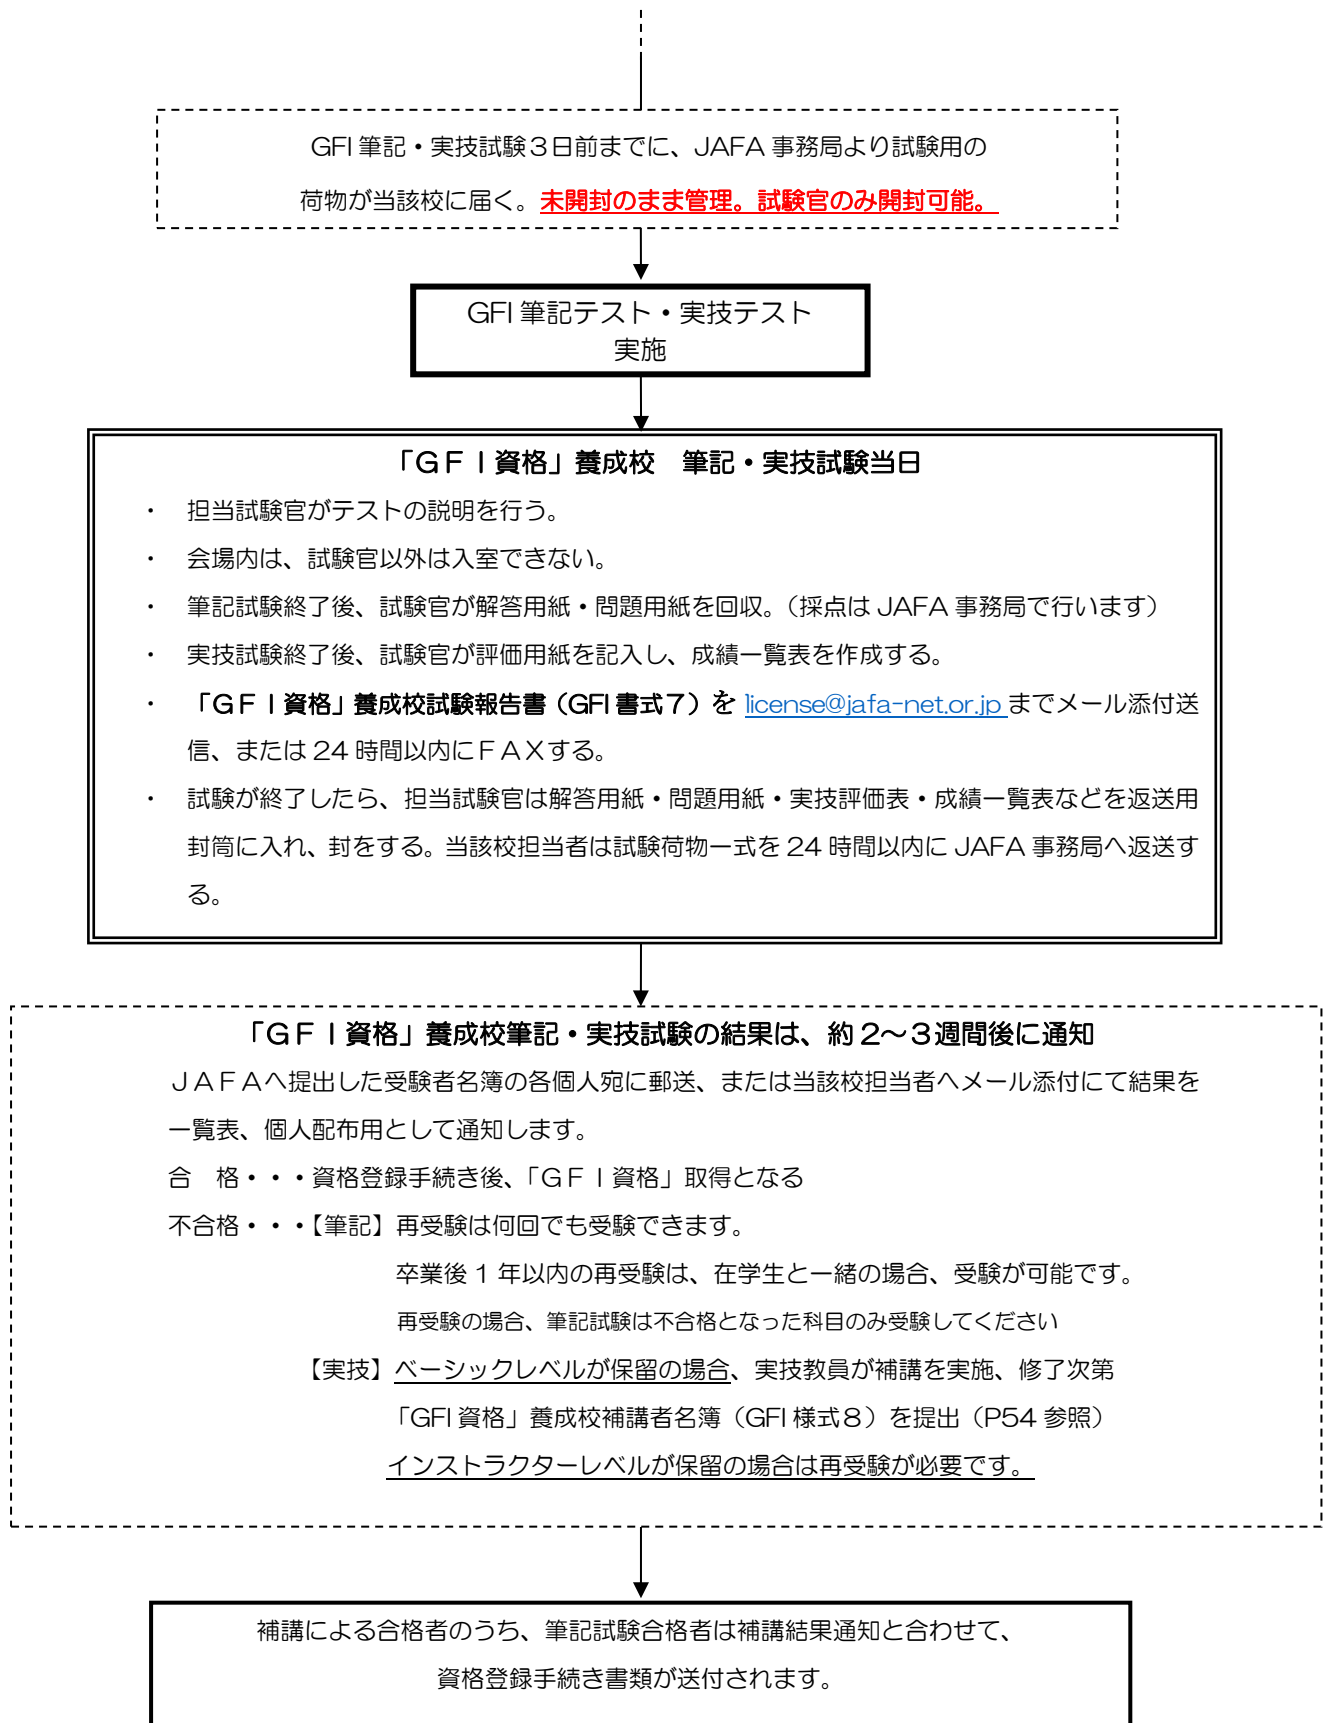 GFI 筆記・実技試験３日前までに、JAFA 事務局より試験用の
荷物が当該校に届く。未開封のまま管理。試験官のみ開封可能。
GFI 筆記テスト・実技テスト
実施
「ＧＦＩ資格」養成校　筆記・実技試験当日
・　担当試験官がテストの説明を行う。
・　会場内は、試験官以外は入室できない。
・　筆記試験終了後、試験官が解答用紙・問題用紙を回収。（採点は JAFA 事務局で行います）
・　実技試験終了後、試験官が評価用紙を記入し、成績一覧表を作成する。
・　「ＧＦＩ資格」養成校試験報告書（GFI 書式７）を license@jafa-net.or.jp までメール添付送
信、または 24 時間以内にＦＡＸする。
・　試験が終了したら、担当試験官は解答用紙・問題用紙・実技評価表・成績一覧表などを返送用
封筒に入れ、封をする。当該校担当者は試験荷物一式を 24 時間以内に JAFA 事務局へ返送す
る。
「ＧＦＩ資格」養成校筆記・実技試験の結果は、約 2～３週間後に通知
ＪＡＦＡへ提出した受験者名簿の各個人宛に郵送、または当該校担当者へメール添付にて結果を
一覧表、個人配布用として通知します。
合　格・・・資格登録手続き後、「ＧＦＩ資格」取得となる
不合格・・・【筆記】再受験は何回でも受験できます。
卒業後 1 年以内の再受験は、在学生と一緒の場合、受験が可能です。
再受験の場合、筆記試験は不合格となった科目のみ受験してください
【実技】ベーシックレベルが保留の場合、実技教員が補講を実施、修了次第
「GFI 資格」養成校補講者名簿（GFI 様式８）を提出（P54 参照）
インストラクターレベルが保留の場合は再受験が必要です。
補講による合格者のうち、筆記試験合格者は補講結果通知と合わせて、
資格登録手続き書類が送付されます。